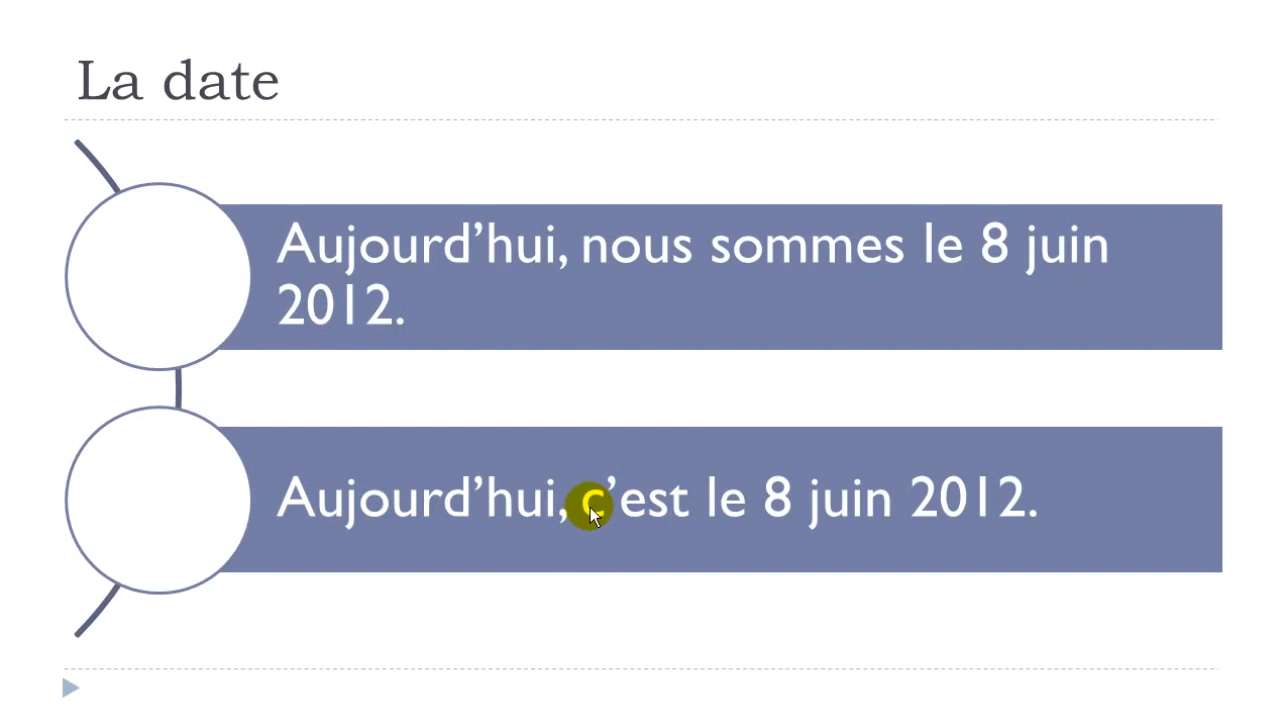 La date
Aujourd’hui, nous sommes le 8 juin
2012.
Aujourd’hui, c’est le 8 juin 2012.